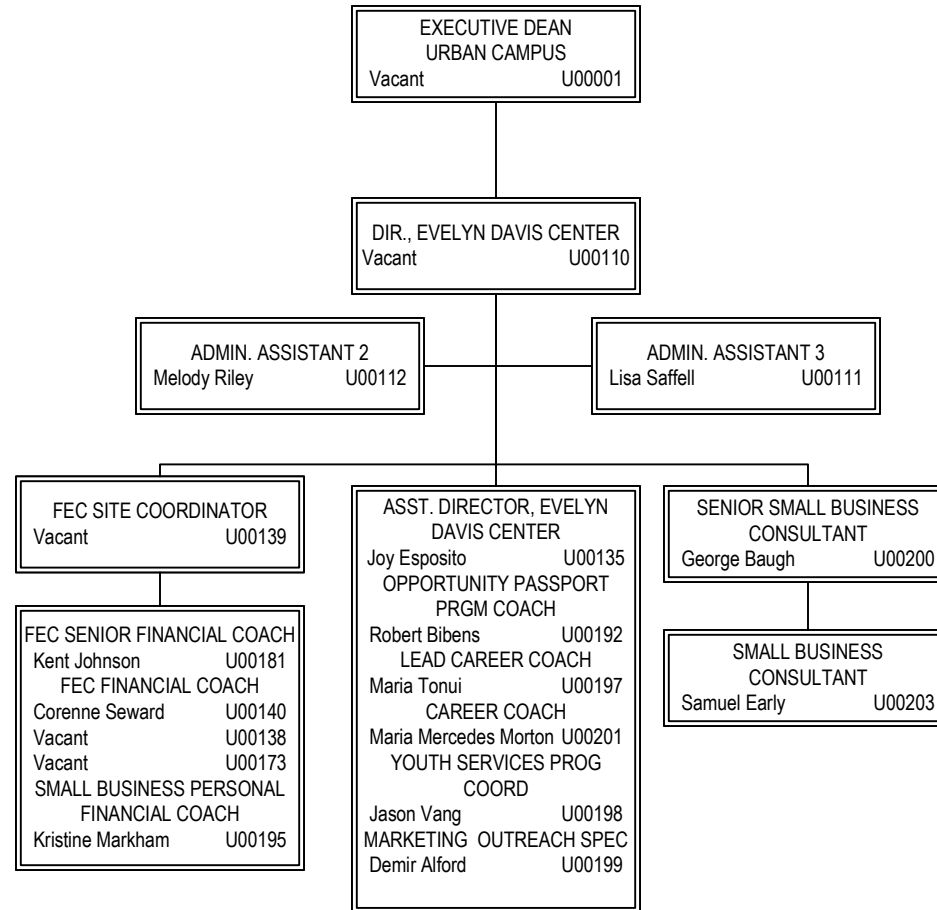 EXECUTIVE DEAN
URBAN CAMPUS
Vacant U00001
DIR., EVELYN DAVIS CENTER
Vacant U00110
ADMIN. ASSISTANT 2
Melody Riley U00112
ADMIN. ASSISTANT 3
Lisa Saffell U00111
FEC SITE COORDINATOR
Vacant U00139
FEC SENIOR FINANCIAL COACH
Kent Johnson U00181
FEC FINANCIAL COACH
Corenne Seward U00140
Vacant U00138
Vacant U00173
SMALL BUSINESS PERSONAL
FINANCIAL COACH
Kristine Markham U00195
ASST. DIRECTOR, EVELYN
DAVIS CENTER
Joy Esposito U00135
OPPORTUNITY PASSPORT
PRGM COACH
Robert Bibens U00192
LEAD CAREER COACH
Maria Tonui U00197
CAREER COACH
Maria Mercedes Morton U00201
YOUTH SERVICES PROG
COORD
Jason Vang U00198
MARKETING OUTREACH SPEC
Demir Alford U00199
SENIOR SMALL BUSINESS
CONSULTANT
George Baugh U00200
SMALL BUSINESS
CONSULTANT
Samuel Early U00203